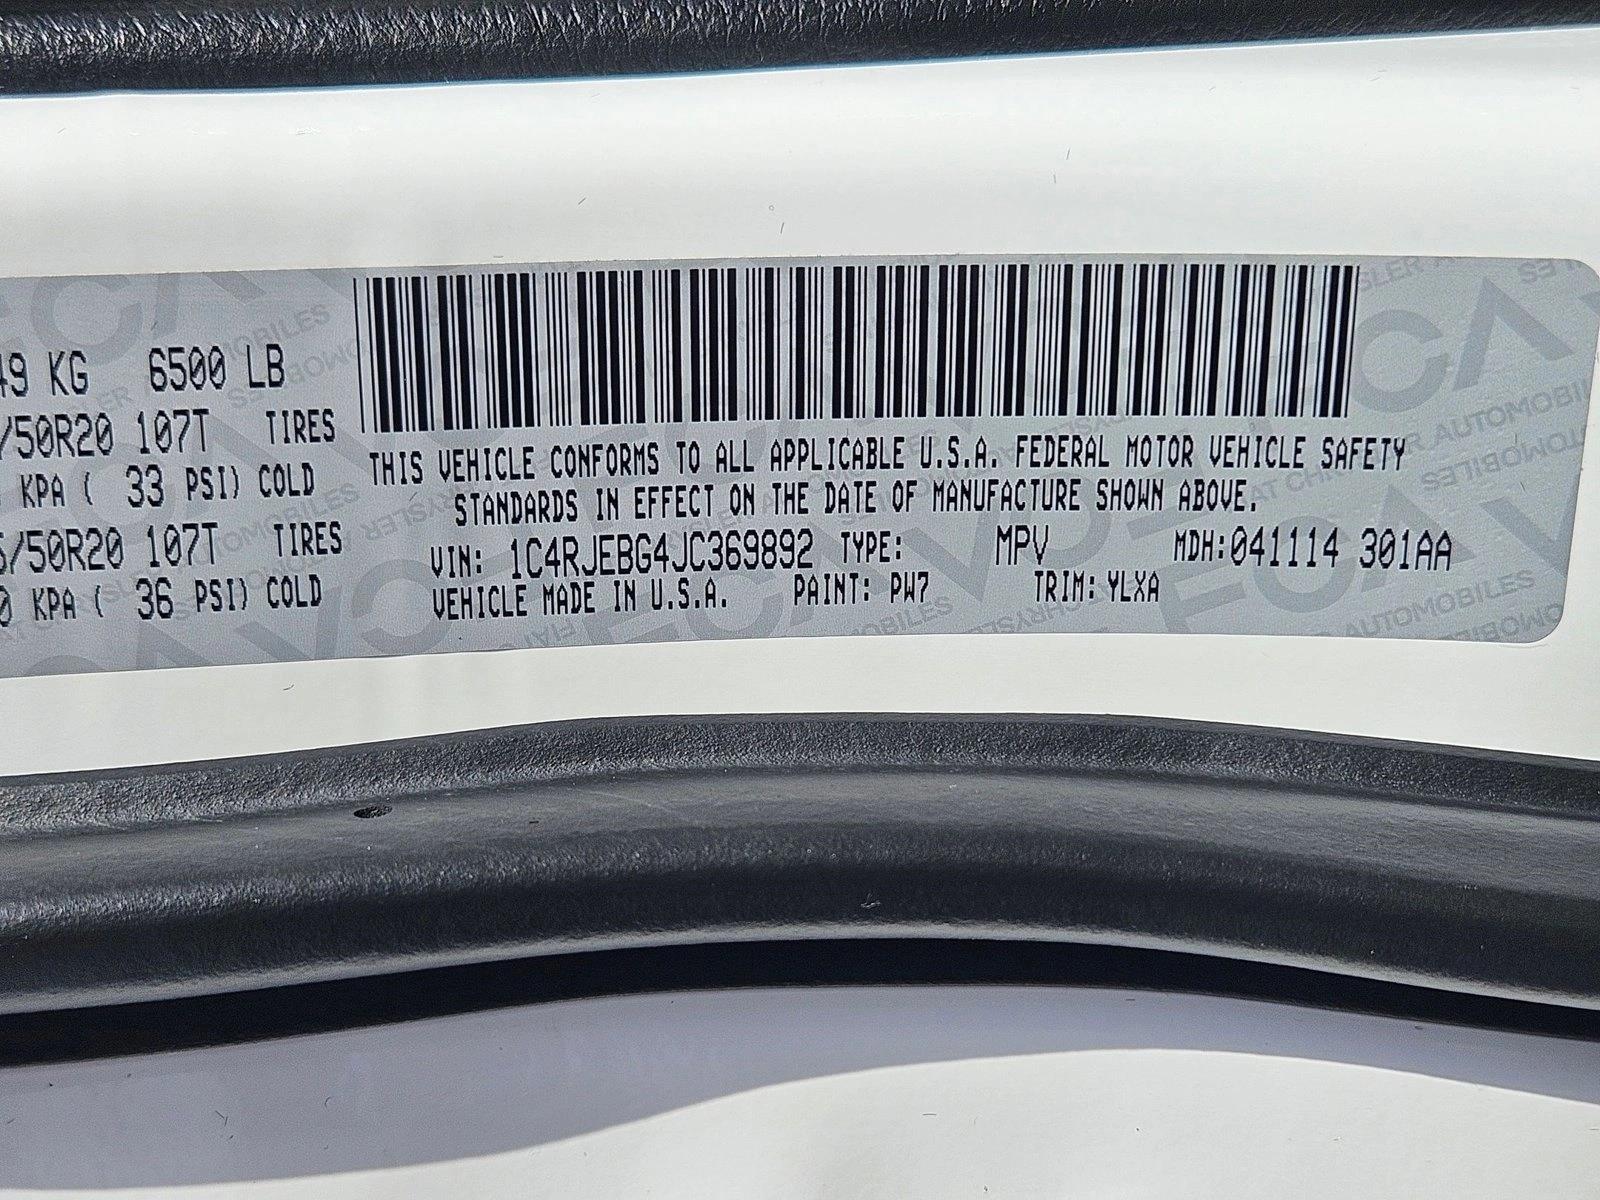 49 KG 6500 LB
/50R20 107T TIRES
KPA ( 33 PSI) COLD
5/50R20 107T TIRES
0 KPA ( 36 PSI) COLD
THIS VEHICLE CONFORMS TO ALL APPLICABLE U.S.A. FEDERAL MOTOR VEHICLE SAFETY
STANDARDS IN EFFECT ON THE DATE OF MANUFACTURE SHOWN ABOVE.
VIN: 1C4RJEBG4JC369892 TYPE: MPV MDH:041114 301AA
VEHICLE MADE IN U.S.A. PAINT: PW7 TRIM: YLXA